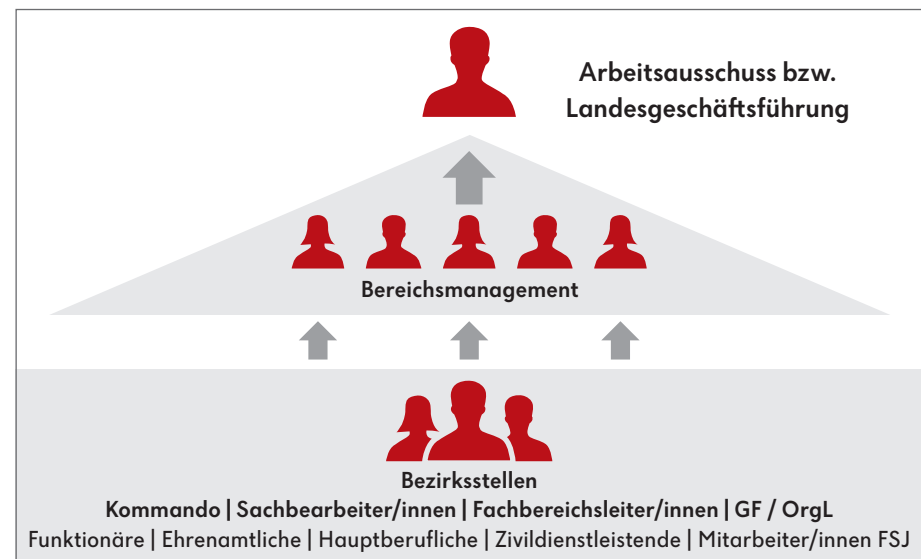 Arbeitsausschuss bzw.
Landesgeschäftsführung
Bereichsmanagement
Bezirksstellen
Kommando | Sachbearbeiter/innen | Fachbereichsleiter/innen | GF / OrgL
Funktionäre | Ehrenamtliche | Hauptberufliche | Zivildienstleistende | Mitarbeiter/innen FSJ